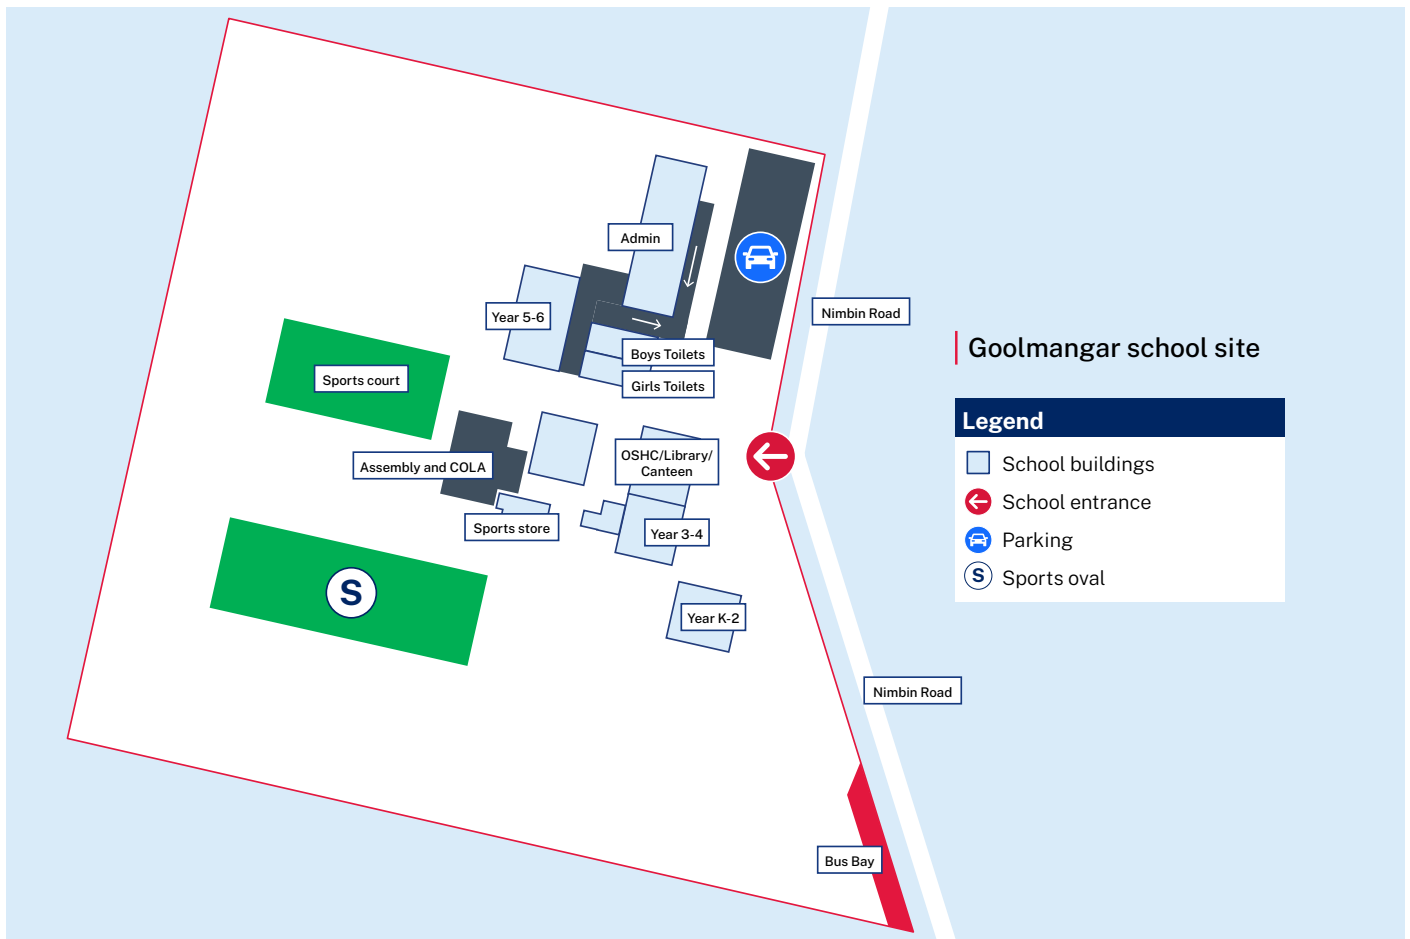 Admin
Nimbin Road
Year 5-6
Boys Toilets
Girls Toilets
Sports court
OSHC/Library/
Canteen
Assembly and COLA
Sports store
Year 3-4
S
Year K-2
Nimbin Road
Bus Bay
Goolmangar school site
Legend
School buildings
School entrance
Parking
S Sports oval